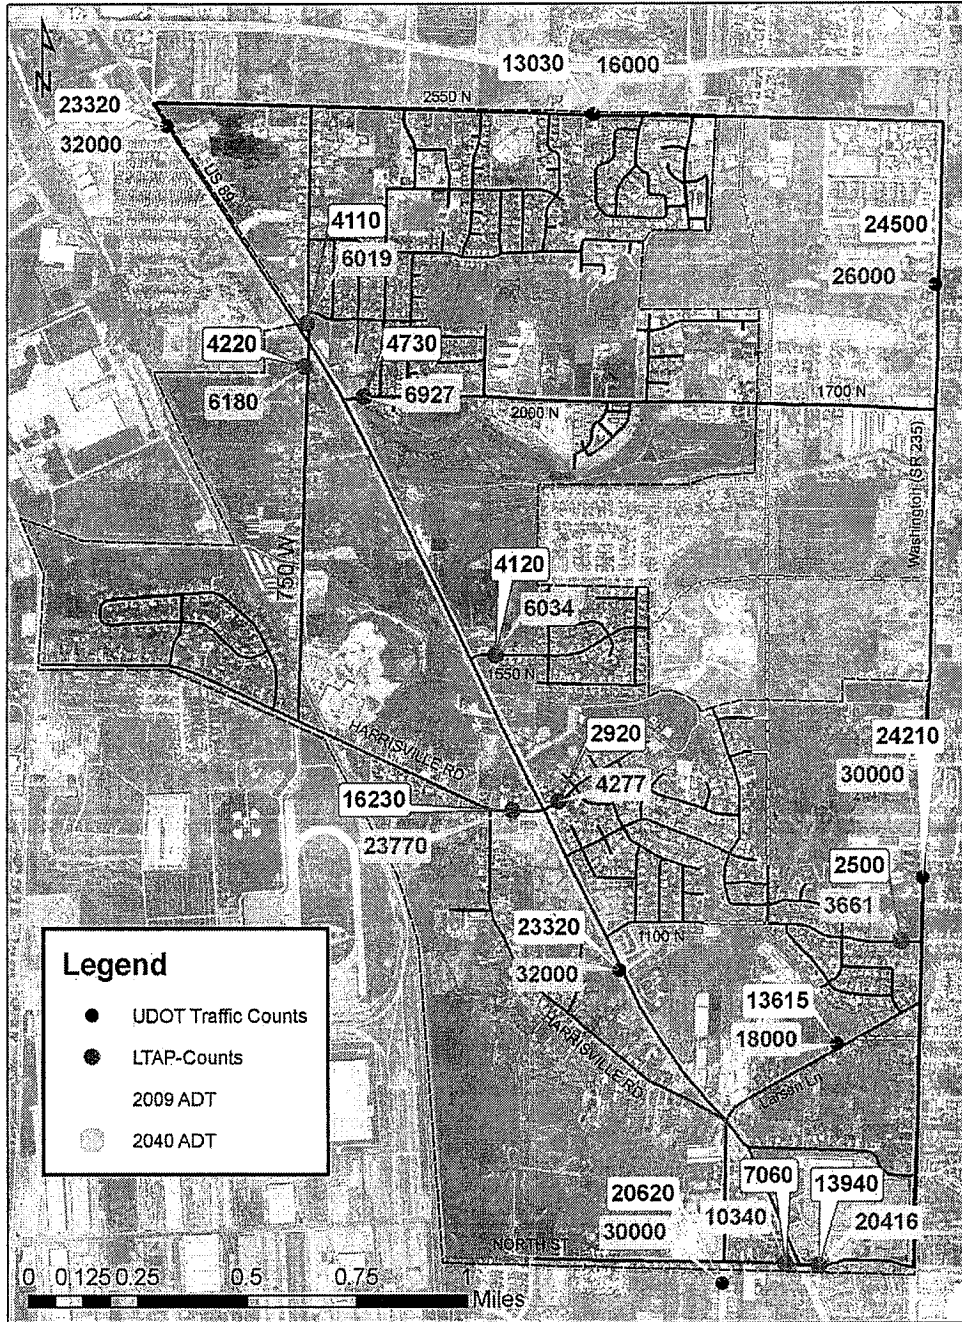 N
13030 16000
2550 N
23320
32000
US 89
4110
6019
24500
26000
4220
6180
4730
6927
2000 N
1700 N
Washington (SR 235)
750 W
4120
6034
1550 N
HARRISVILLE RD
2920
4277
16230
23770
24210
30000
2500
3661
1100 N
23320
32000
13615
18000
Larsen Ln
HARRISVILLE RD
Legend
UDOT Traffic Counts
LTAP-Counts
2009 ADT
2040 ADT
20620
30000
7060
10340
13940
20416
NORTH ST
0 0.125 0.25 0.5 0.75 1
Miles